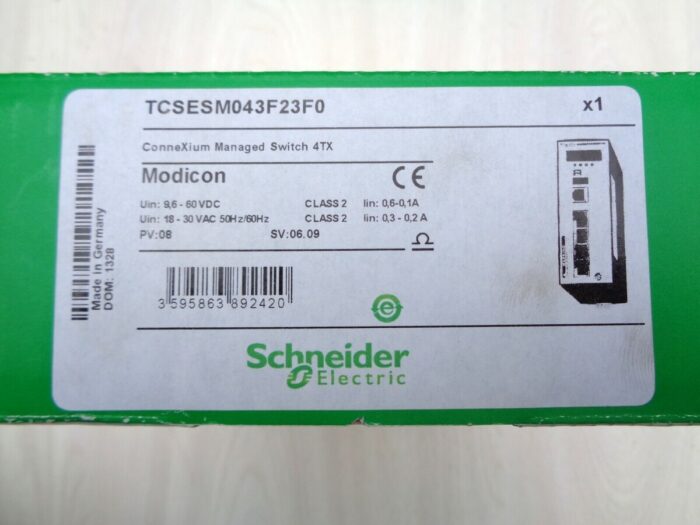 TCSESM043F23F0 x1
ConneXium Managed Switch 4TX
Modicon CE
Uin: 9,6 - 60 VDC CLASS 2 Iin: 0,6-0,1A
Uin: 18 - 30 VAC 50Hz/60Hz CLASS 2 Iin: 0,3 - 0,2 A
PV:08 SV:06.09
Made in Germany
DOM: 132B
3 595863 892420
Schneider
Electric